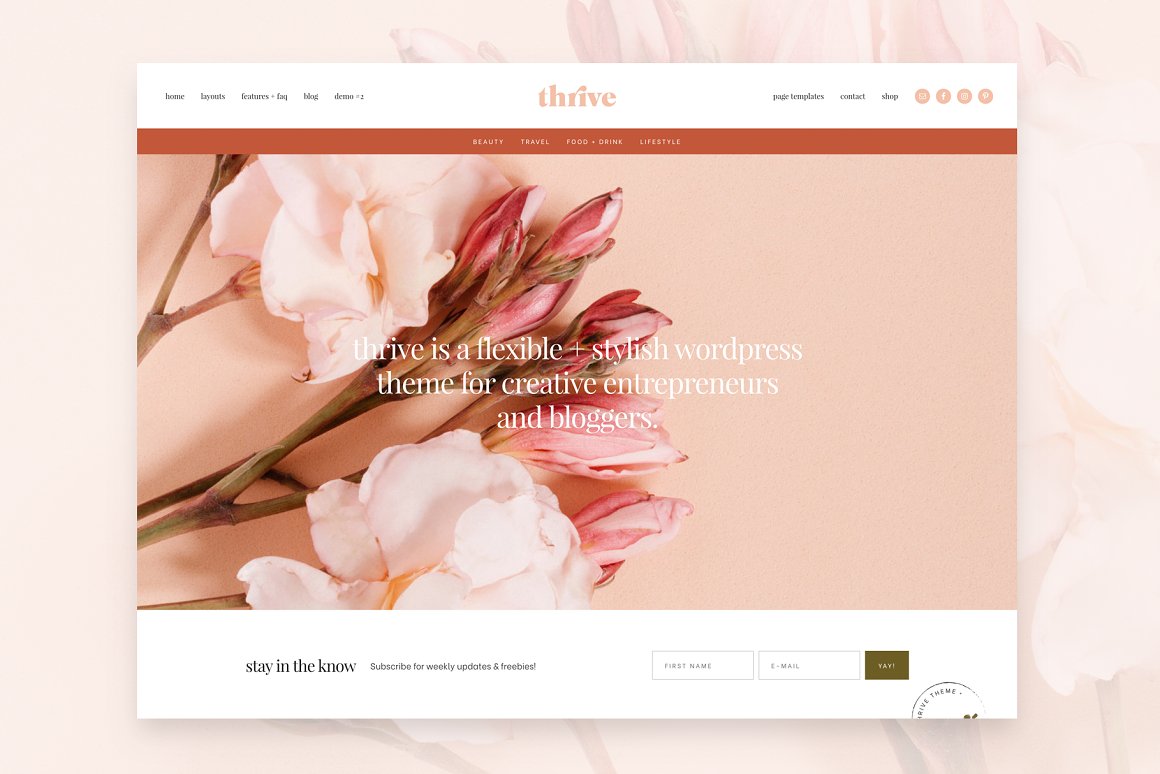 home layouts features + faq blog demo #2
thrive
page templates contact shop
BEAUTY TRAVEL FOOD + DRINK LIFESTYLE
thrive is a flexible + stylish wordpress
theme for creative entrepreneurs
and bloggers.
stay in the know
Subscribe for weekly updates & freebies!
FIRST NAME
E-MAIL
YAY!
THEME •